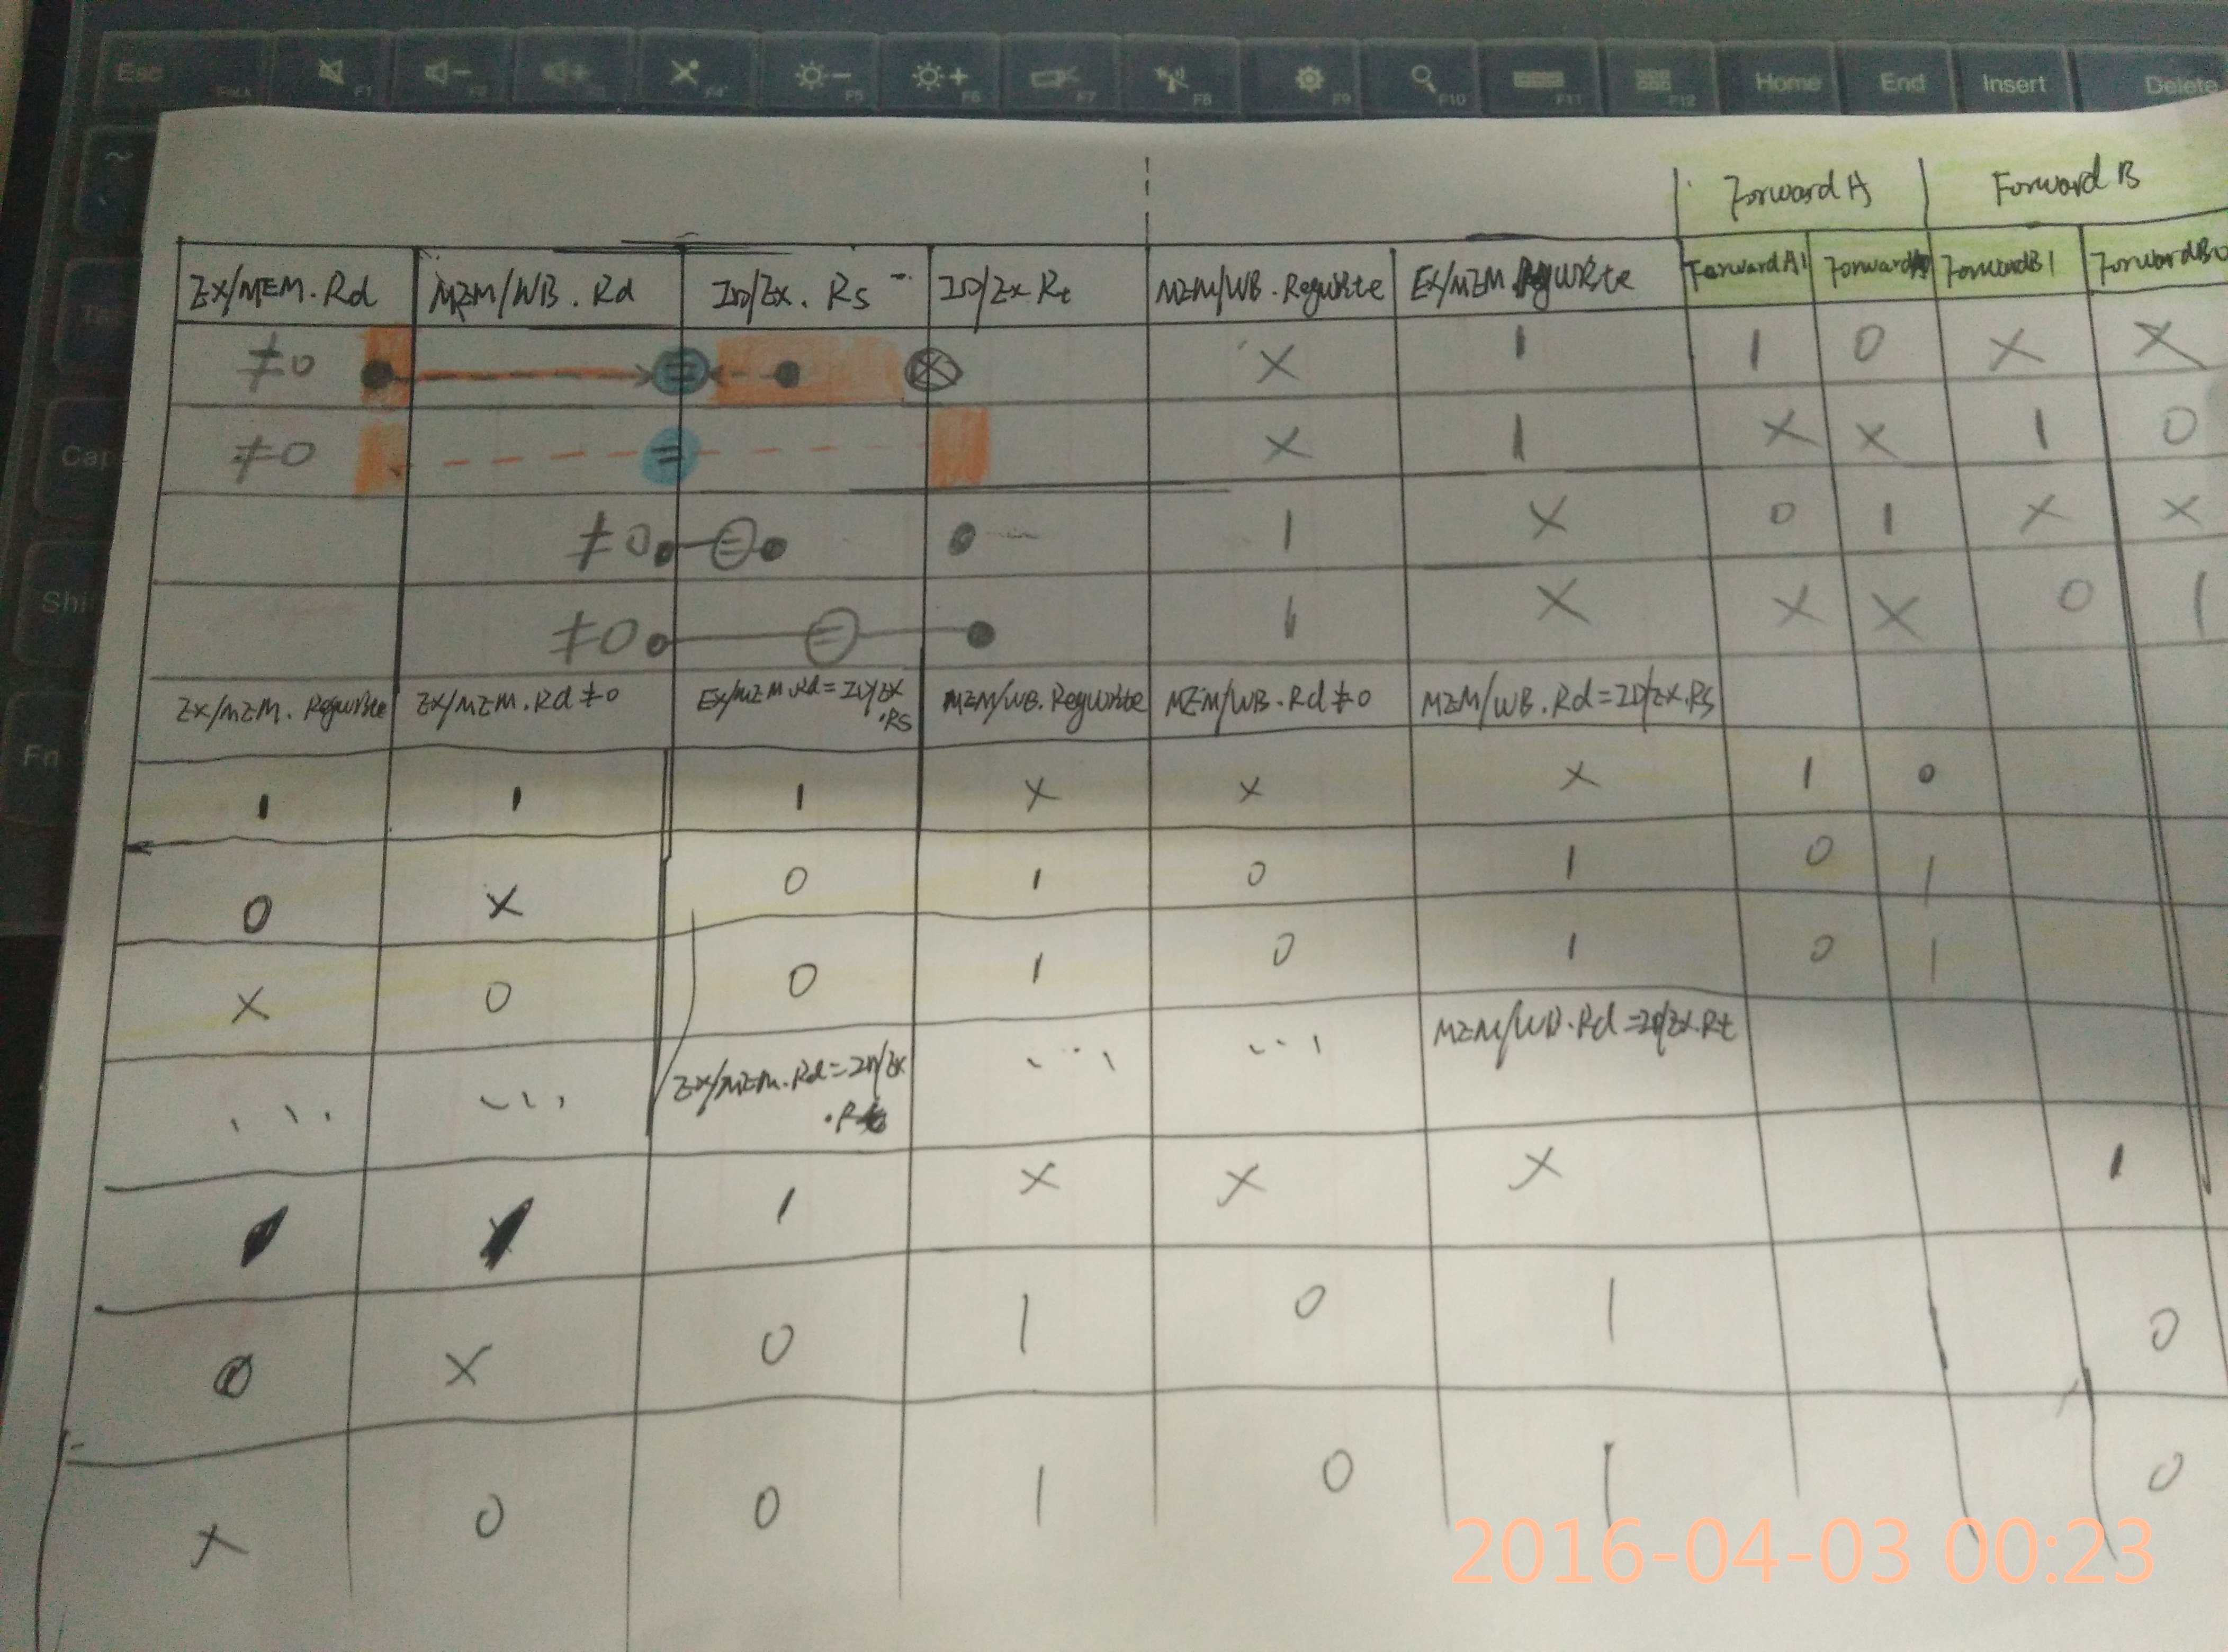 Esc FnLk F1 F2 F3 F4 F5 F6 F7 F8 F9 F10 F11 F12 Home End Insert Delete
~
Cap
Shi
Fn
Forward A Forward B
EX/MEM.Rd MEM/WB.Rd ID/EX.Rs ID/EX.Rt MEM/WB.RegWrite EX/MEM.RegWrite ForwardA1 ForwardA ForwardB1 ForwardB0
≠0 = X 1 1 0 X X
≠0 = X 1 X X 1 0
≠0 = 1 X 0 1 X X
≠0 = 1 X X X 0 1
EX/MEM.RegWrite EX/MEM.Rd≠0 EX/MEM.Rd=ID/EX MEM/WB.RegWrite MEM/WB.Rd≠0 MEM/WB.Rd=ID/EX.Rs
.Rs
1 1 1 X X X 1 0
0 X 0 1 0 1 0 1
X 0 0 1 0 1 0 1
... ... EX/MEM.Rd=ID/EX ... ... MEM/WB.Rd=ID/EX.Rt
.Rt
1 X X X 1
0 X 0 1 0 1 0
X 0 0 1 0 1 0
2016-04-03 00:23